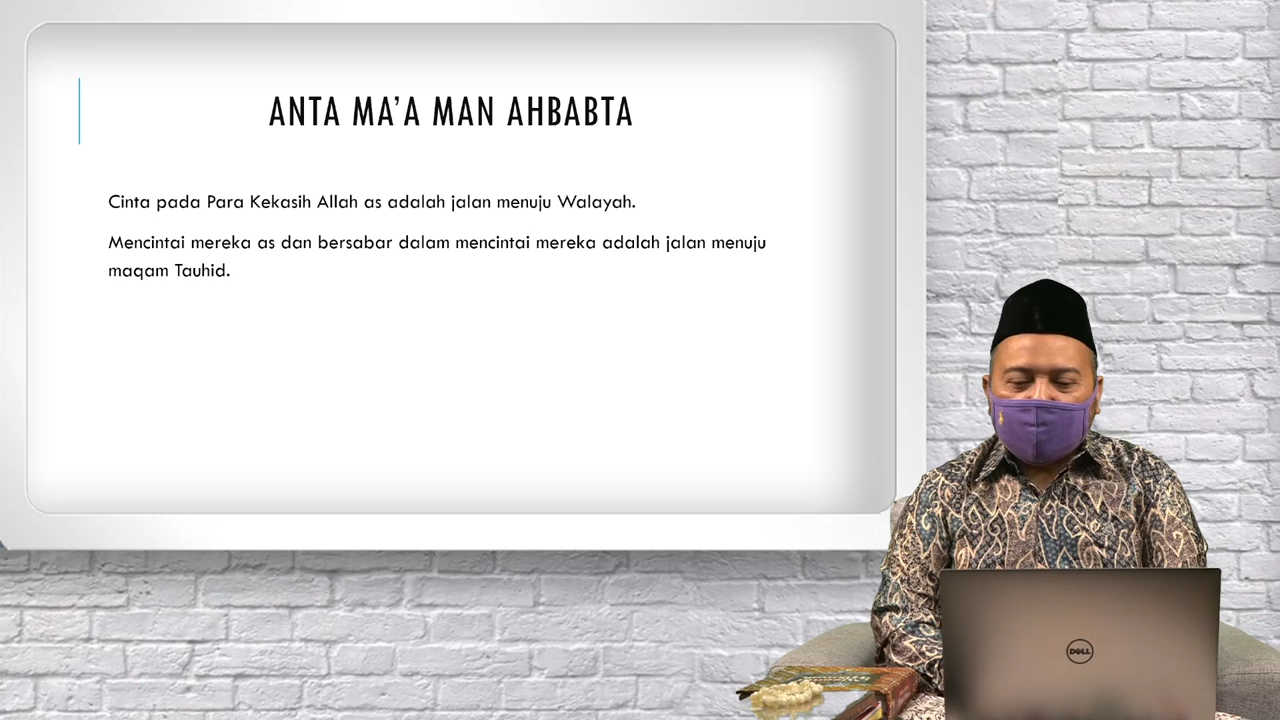 ANTA MA’A MAN AHBABTA
Cinta pada Para Kekasih Allah as adalah jalan menuju Walayah.
Mencintai mereka as dan bersabar dalam mencintai mereka adalah jalan menuju
maqam Tauhid.
DELL